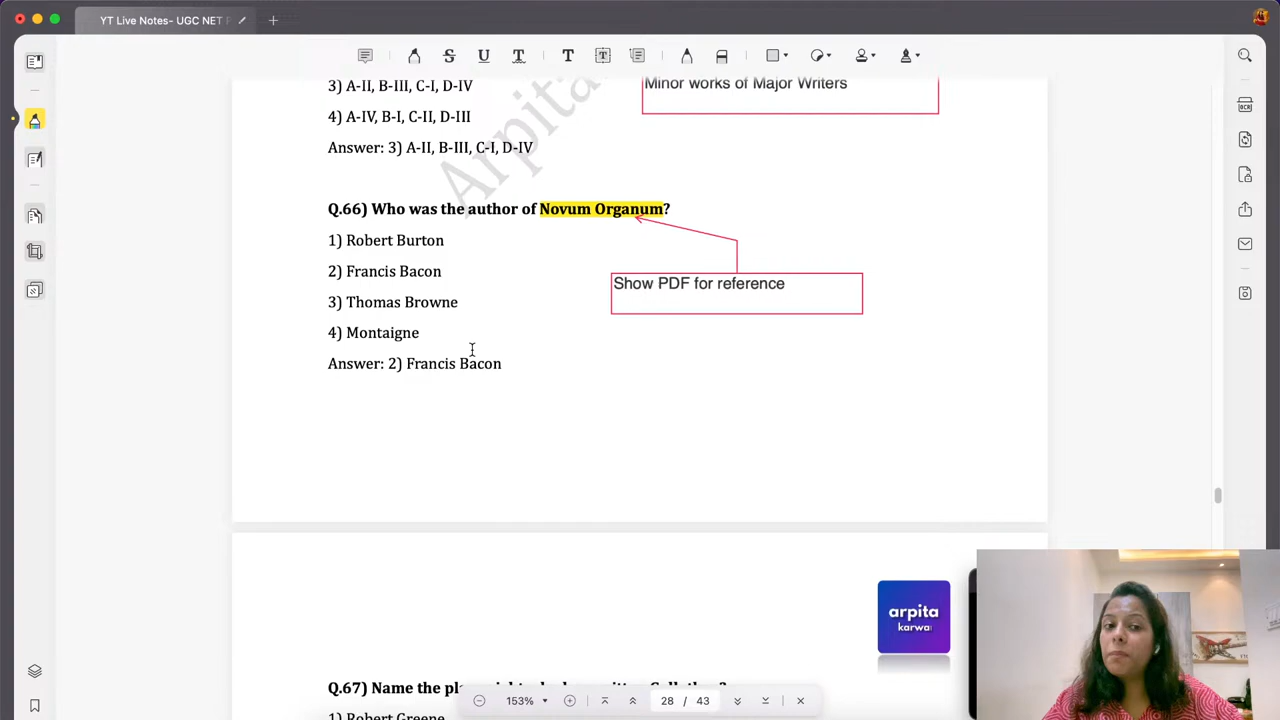 YT Live Notes- UGC NET
3) A-II, B-III, C-I, D-IV
Minor works of Major Writers
4) A-IV, B-I, C-II, D-III
Answer: 3) A-II, B-III, C-I, D-IV
Arpita
Q.66) Who was the author of Novum Organum?
1) Robert Burton
2) Francis Bacon
Show PDF for reference
3) Thomas Browne
4) Montaigne
Answer: 2) Francis Bacon
arpita
karwa
Q.67) Name the
1) Robert Greene
153%
28 / 43
OCR